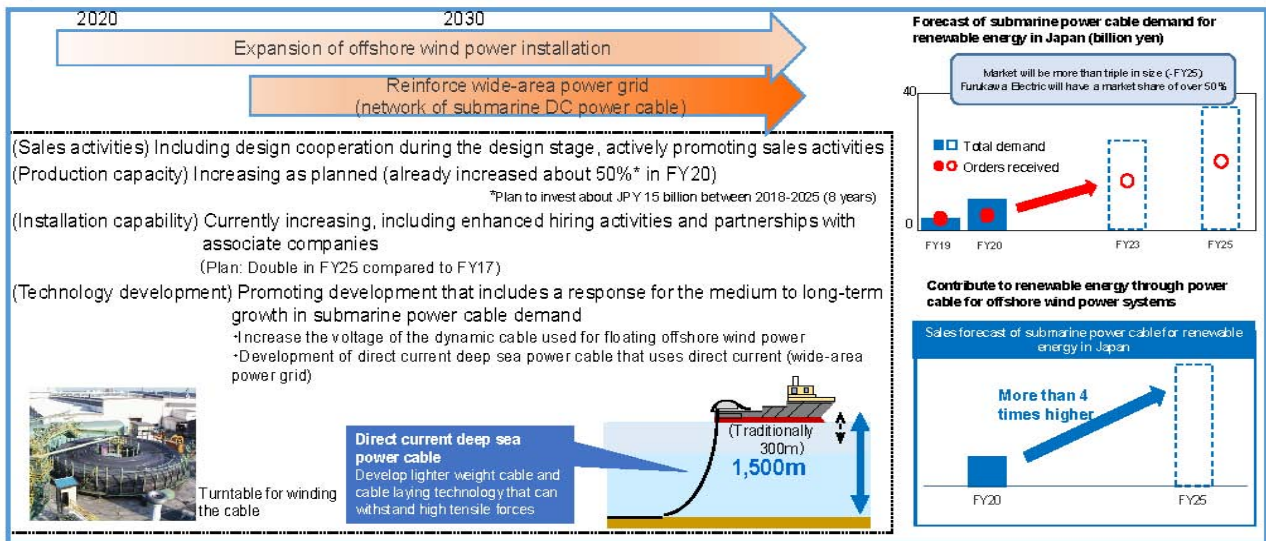 2020
2030
Expansion of offshore wind power installation
Reinforce wide-area power grid
(network of submarine DC power cable)
(Sales activities) Including design cooperation during the design stage, actively promoting sales activities
(Production capacity) Increasing as planned (already increased about 50%* in FY20)
*Plan to invest about JPY 15 billion between 2018-2025 (8 years)
(Installation capability) Currently increasing, including enhanced hiring activities and partnerships with
associate companies
(Plan: Double in FY25 compared to FY17)
(Technology development) Promoting development that includes a response for the medium to long-term
growth in submarine power cable demand
・Increase the voltage of the dynamic cable used for floating offshore wind power
・Development of direct current deep sea power cable that uses direct current (wide-area
power grid)
Turntable for winding
the cable
Direct current deep sea
power cable
Develop lighter weight cable and
cable laying technology that can
withstand high tensile forces
(Traditionally
300m)
1,500m
Forecast of submarine power cable demand for
renewable energy in Japan (billion yen)
Market will be more than triple in size (-FY25)
Furukawa Electric will have a market share of over 50%
40
Total demand
Orders received
0
FY19
FY20
FY23
FY25
Contribute to renewable energy through power
cable for offshore wind power systems
Sales forecast of submarine power cable for renewable
energy in Japan
More than 4
times higher
FY20
FY25